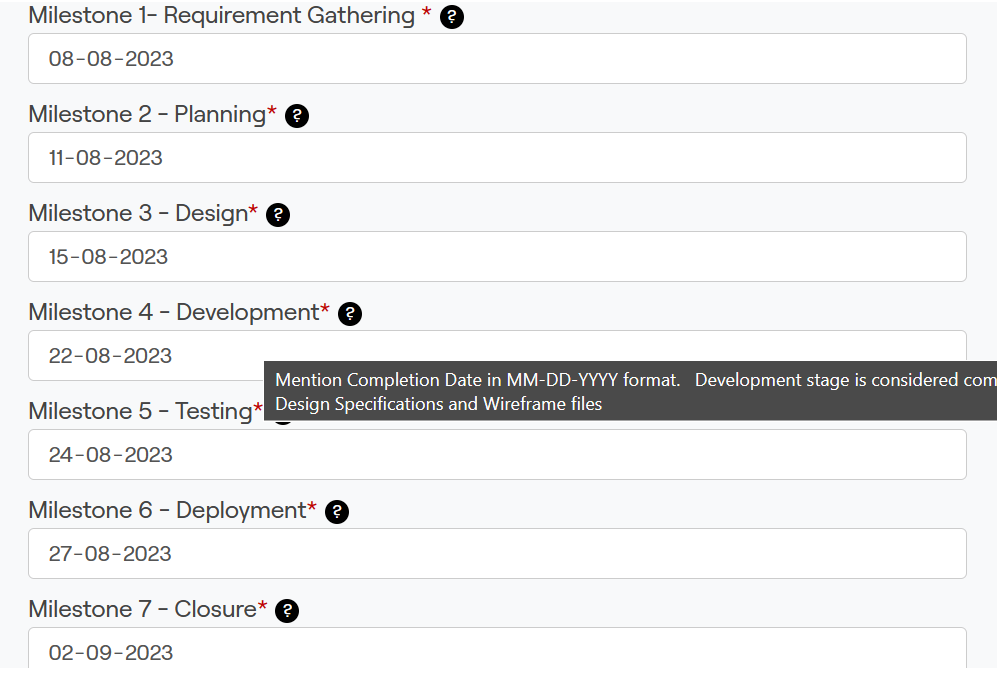 Milestone 1- Requirement Gathering * ?
08-08-2023
Milestone 2 - Planning* ?
11-08-2023
Milestone 3 - Design* ?
15-08-2023
Milestone 4 - Development* ?
22-08-2023
Mention Completion Date in MM-DD-YYYY format. Development stage is considered com
Design Specifications and Wireframe files
Milestone 5 - Testing*
24-08-2023
Milestone 6 - Deployment* ?
27-08-2023
Milestone 7 - Closure* ?
02-09-2023